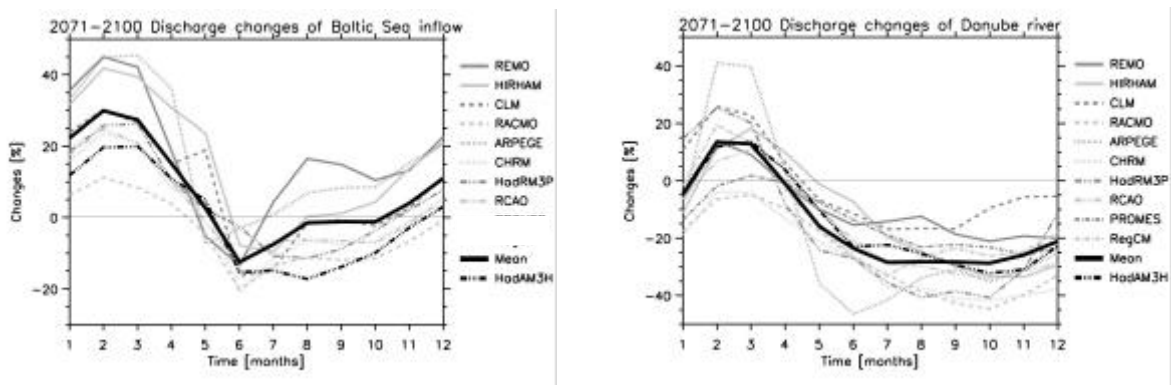 2071-2100 Discharge changes of Baltic Sea inflow
Changes [%]
40
20
0
-20
1 2 3 4 5 6 7 8 9 10 11 12
Time [months]
REMO
HIRHAM
CLM
RACMO
ARPEGE
CHRM
HadRM3P
RCAO
Mean
HadAM3H
2071-2100 Discharge changes of Danube river
Changes [%]
40
20
0
-20
-40
1 2 3 4 5 6 7 8 9 10 11 12
Time [months]
REMO
HIRHAM
CLM
RACMO
ARPEGE
CHRM
HadRM3P
RCAO
PROMES
RegCM
Mean
HadAM3H